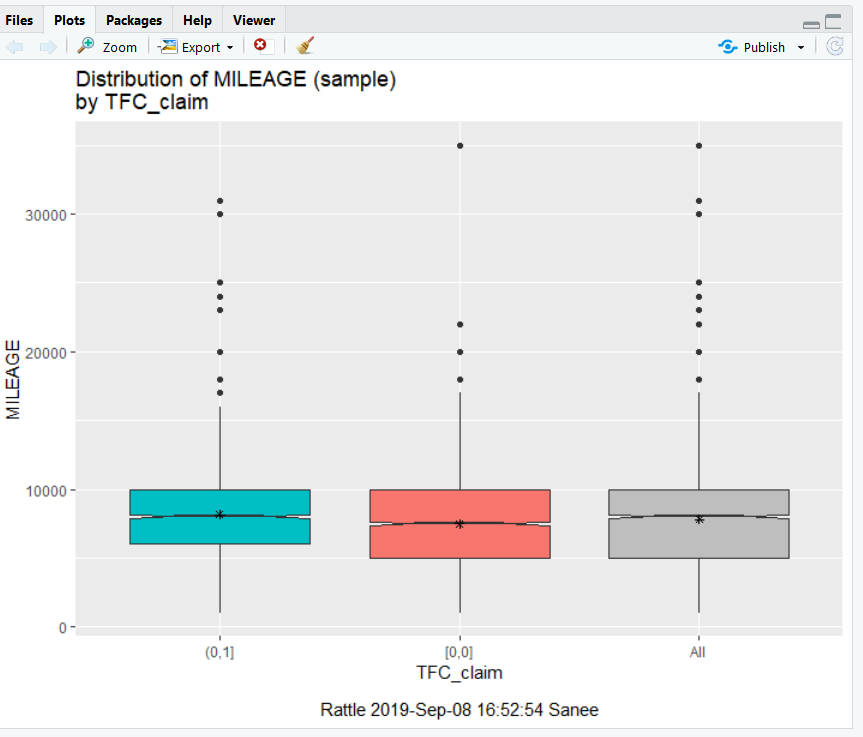 Files Plots Packages Help Viewer
Zoom Export Publish
Distribution of MILEAGE (sample)
by TFC_claim
MILEAGE
30000
20000
10000
0
(0,1] [0,0] All
TFC_claim
Rattle 2019-Sep-08 16:52:54 Sanee